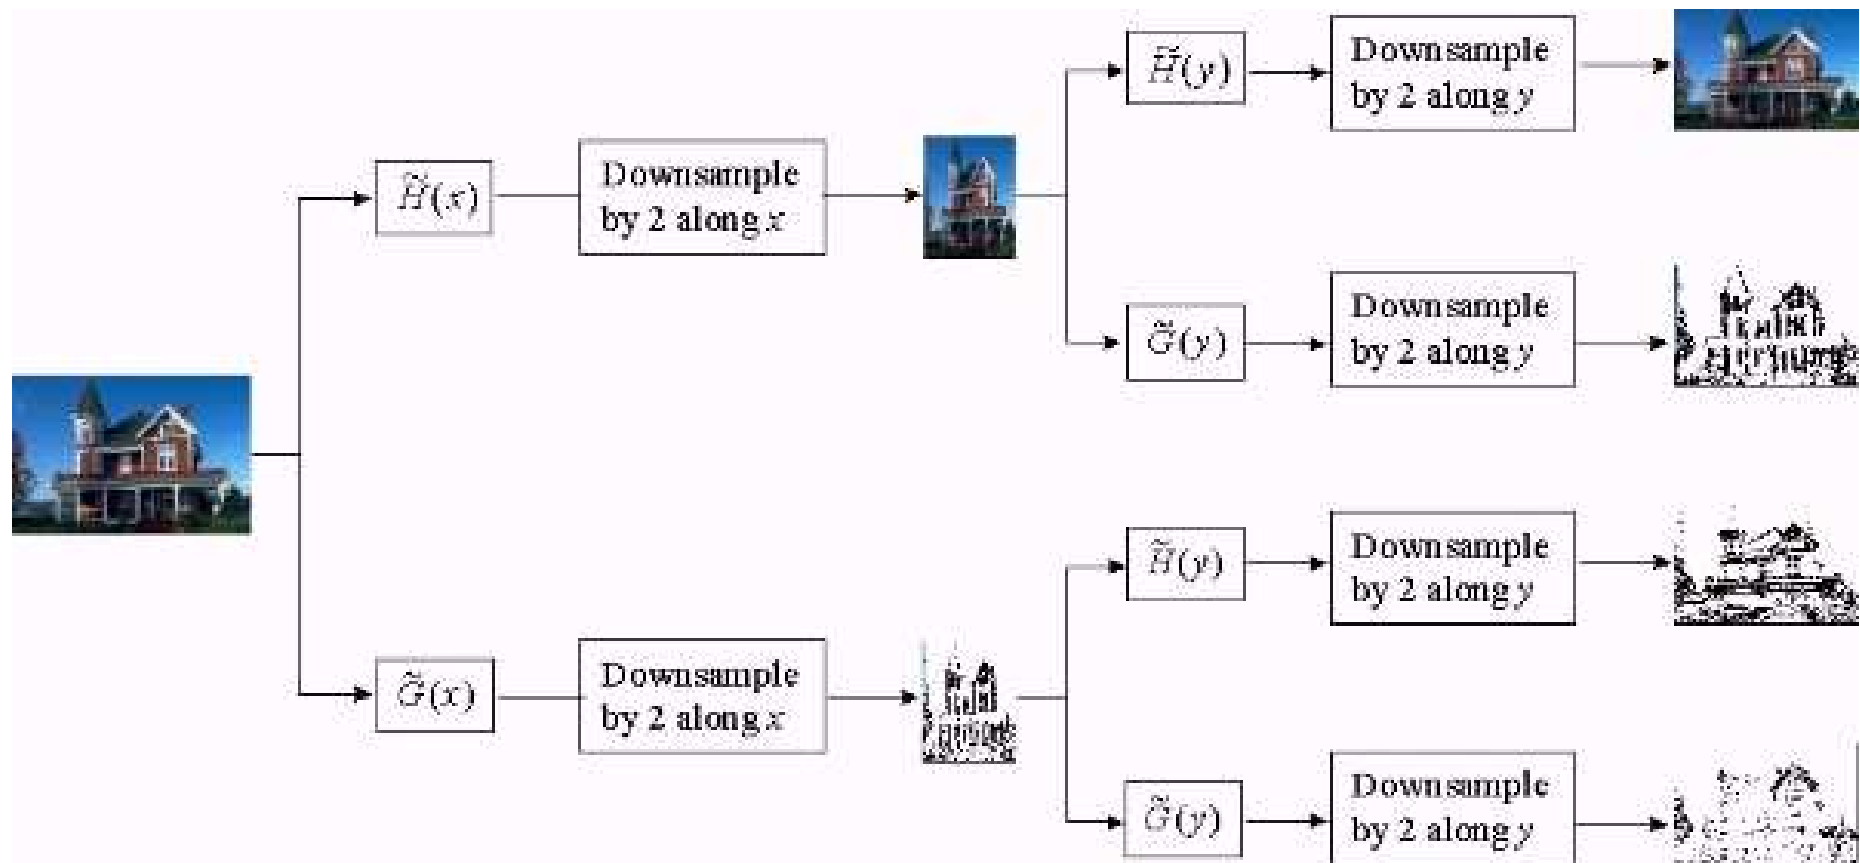 H̃(y)
Downsample
by 2 along y
H̃(x)
Downsample
by 2 along x
G̃(y)
Downsample
by 2 along y
H̃(y)
Downsample
by 2 along y
G̃(x)
Downsample
by 2 along x
G̃(y)
Downsample
by 2 along y